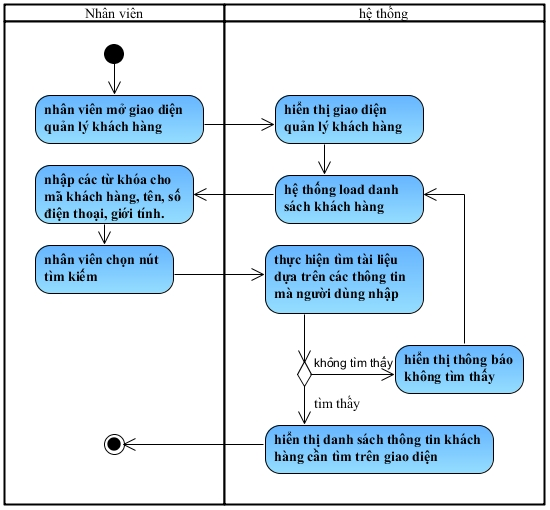 Nhân viên
hệ thống
nhân viên mở giao diện
quản lý khách hàng
hiển thị giao diện
quản lý khách hàng
hệ thống load danh
sách khách hàng
nhập các từ khóa cho
mã khách hàng, tên, số
điện thoại, giới tính.
nhân viên chọn nút
tìm kiếm
thực hiện tìm tài liệu
dựa trên các thông tin
mà người dùng nhập
không tìm thấy
hiển thị thông báo
không tìm thấy
tìm thấy
hiển thị danh sách thông tin khách
hàng cần tìm trên giao diện